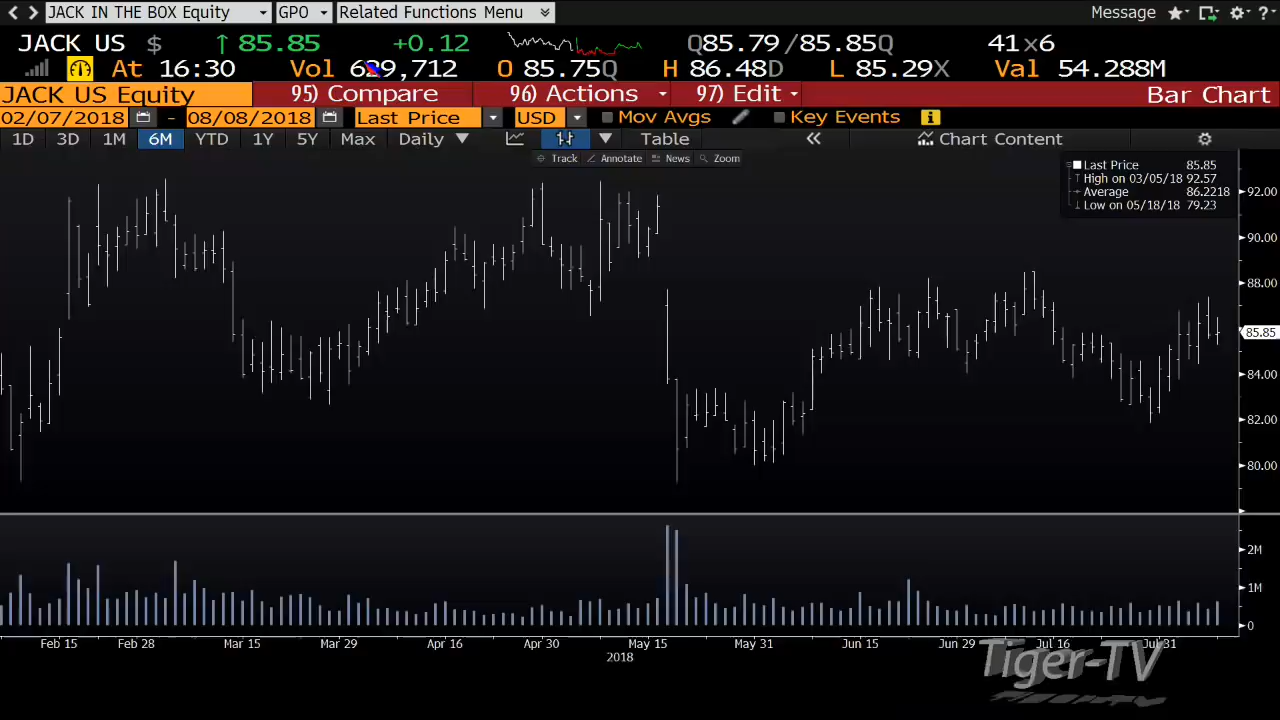 JACK IN THE BOX Equity GPO Related Functions Menu Message ?
JACK US $ ↑ 85.85 +0.12 Q85.79 /85.85Q 41x6
At 16:30 Vol 629,712 O 85.75Q H 86.48D L 85.29X Val 54.288M
JACK US Equity 95) Compare 96) Actions 97) Edit Bar Chart
02/07/2018 - 08/08/2018 Last Price USD Mov Avgs Key Events
1D 3D 1M 6M YTD 1Y 5Y Max Daily Table « Chart Content
Track Annotate News Zoom
Last Price 85.85
High on 03/05/18 92.57
Average 86.2218
Low on 05/18/18 79.23
92.00
90.00
88.00
85.85
84.00
82.00
80.00
2M
1M
0
Feb 15 Feb 28 Mar 15 Mar 29 Apr 16 Apr 30 May 15 May 31 Jun 15 Jun 29 Jul 16 Jul 31
2018
Tiger-TV